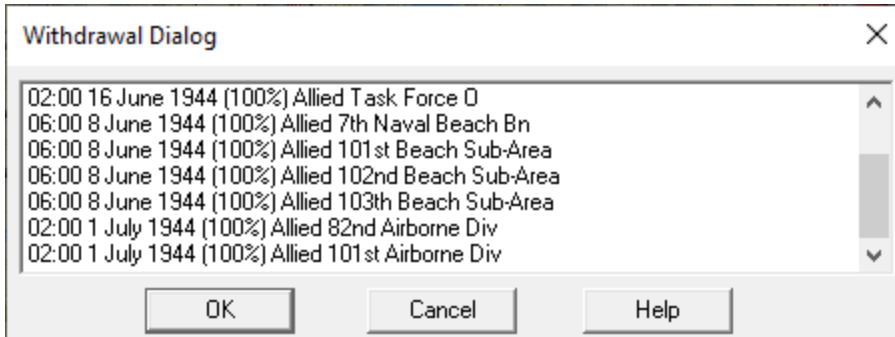 Withdrawal Dialog
02:00 16 June 1944 (100%) Allied Task Force O
06:00 8 June 1944 (100%) Allied 7th Naval Beach Bn
06:00 8 June 1944 (100%) Allied 101st Beach Sub-Area
06:00 8 June 1944 (100%) Allied 102nd Beach Sub-Area
06:00 8 June 1944 (100%) Allied 103th Beach Sub-Area
02:00 1 July 1944 (100%) Allied 82nd Airborne Div
02:00 1 July 1944 (100%) Allied 101st Airborne Div
OK Cancel Help